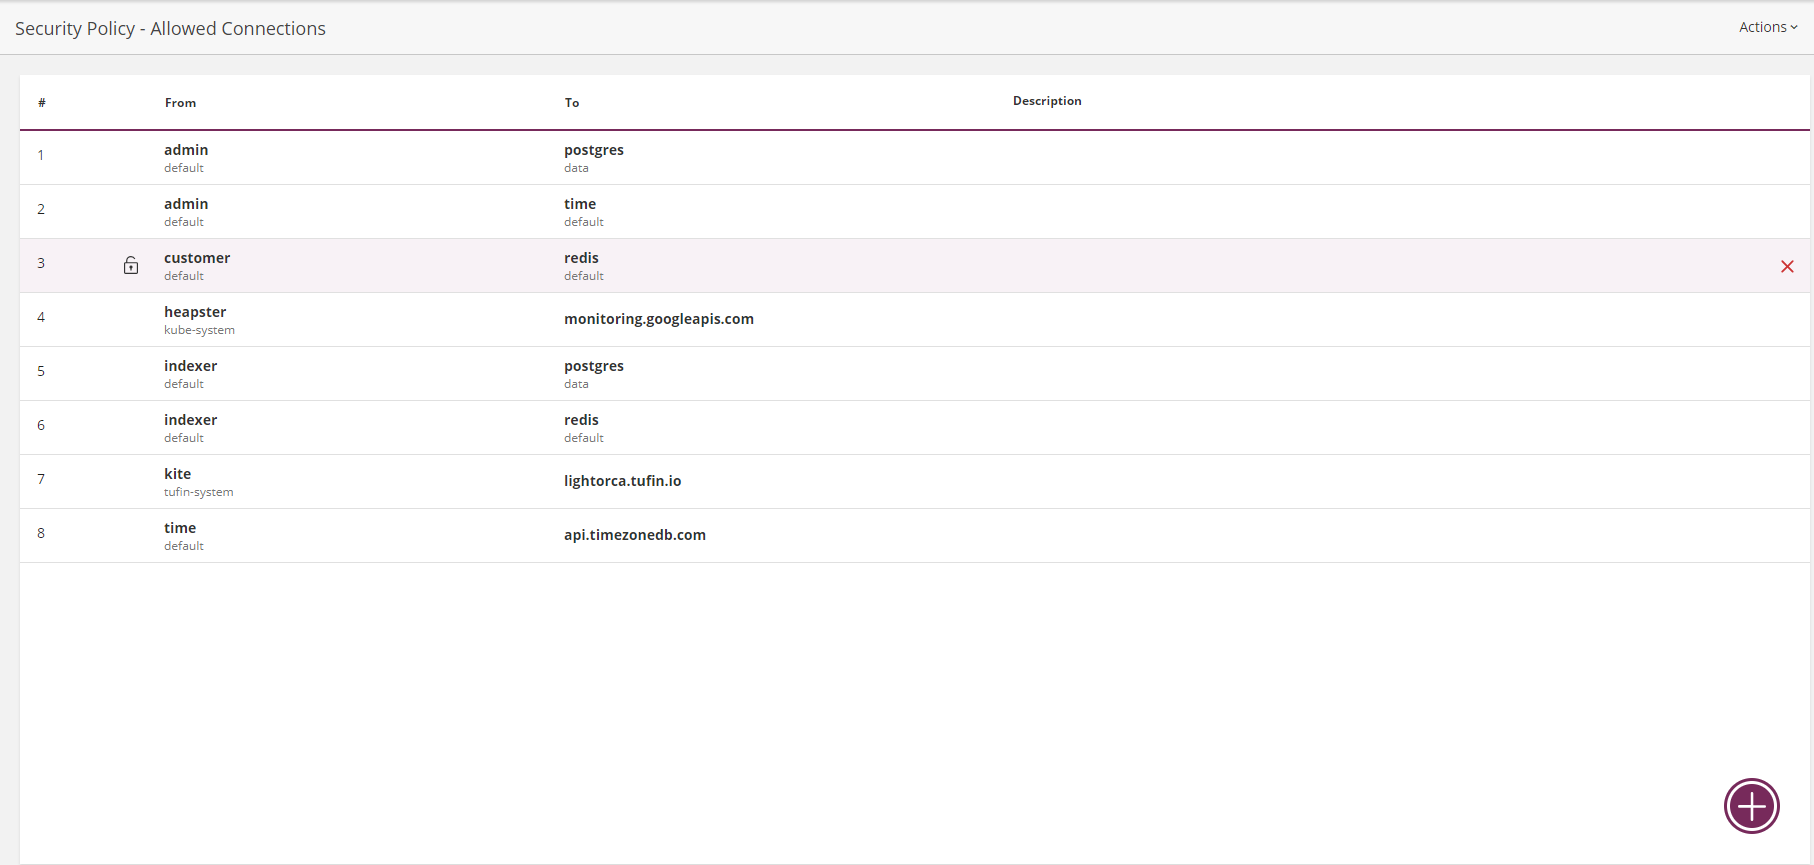 Security Policy - Allowed Connections
Actions
# From To Description
1 admin postgres
default data
2 admin time
default default
3 customer redis
default default
4 heapster monitoring.googleapis.com
kube-system
5 indexer postgres
default data
6 indexer redis
default default
7 kite lightorca.tufin.io
tufin-system
8 time api.timezonedb.com
default